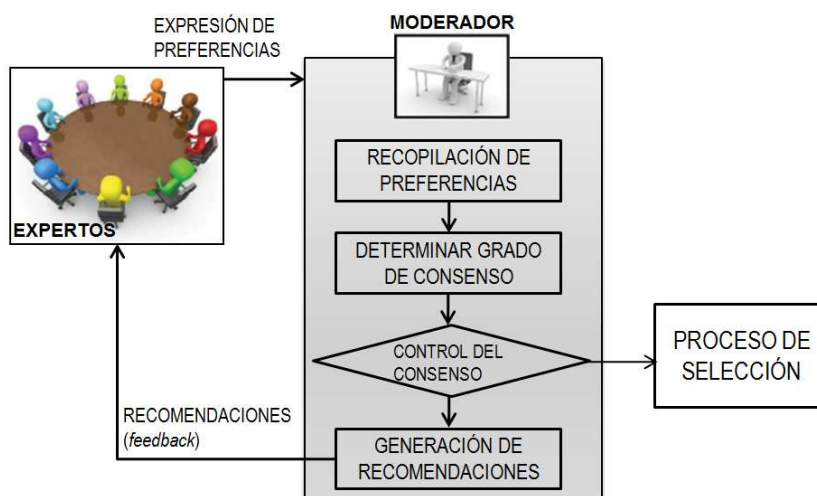 EXPRESIÓN DE
PREFERENCIAS
MODERADOR
EXPERTOS
RECOPILACIÓN DE
PREFERENCIAS
DETERMINAR GRADO
DE CONSENSO
CONTROL DEL
CONSENSO
PROCESO DE
SELECCIÓN
GENERACIÓN DE
RECOMENDACIONES
RECOMENDACIONES
(feedback)